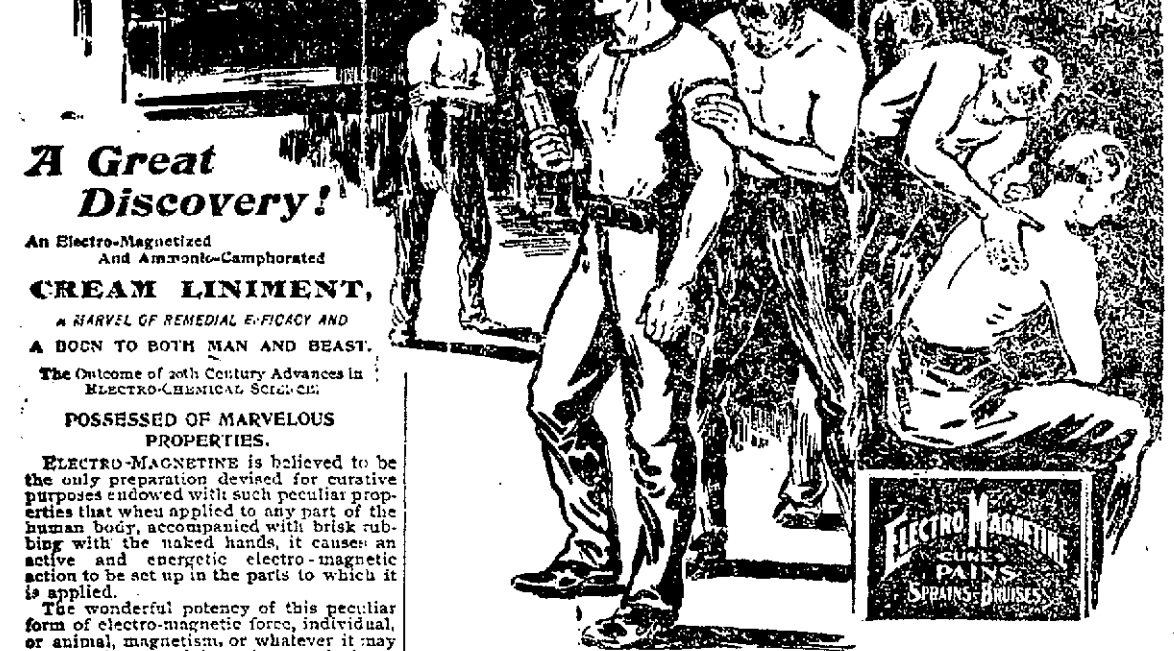 A Great
Discovery!
An Electro-Magnetized
And Ammonio-Camphorated
CREAM LINIMENT,
A MARVEL OF REMEDIAL EFFICACY AND
A BOON TO BOTH MAN AND BEAST.
The Outcome of 20th Century Advances in
ELECTRO-CHEMICAL SCIENCE.
POSSESSED OF MARVELOUS
PROPERTIES.
ELECTRO-MAGNETINE is believed to be
the only preparation devised for curative
purposes endowed with such peculiar prop-
erties that when applied to any part of the
human body, accompanied with brisk rub-
bing with the naked hands, it causes an
active and energetic electro-magnetic
action to be set up in the parts to which it
is applied.
The wonderful potency of this peculiar
form of electro-magnetic force, individual,
or animal, magnetism, or whatever it may
ELECTRO MAGNETINE
CURES
PAINS
SPRAINS-BRUISES